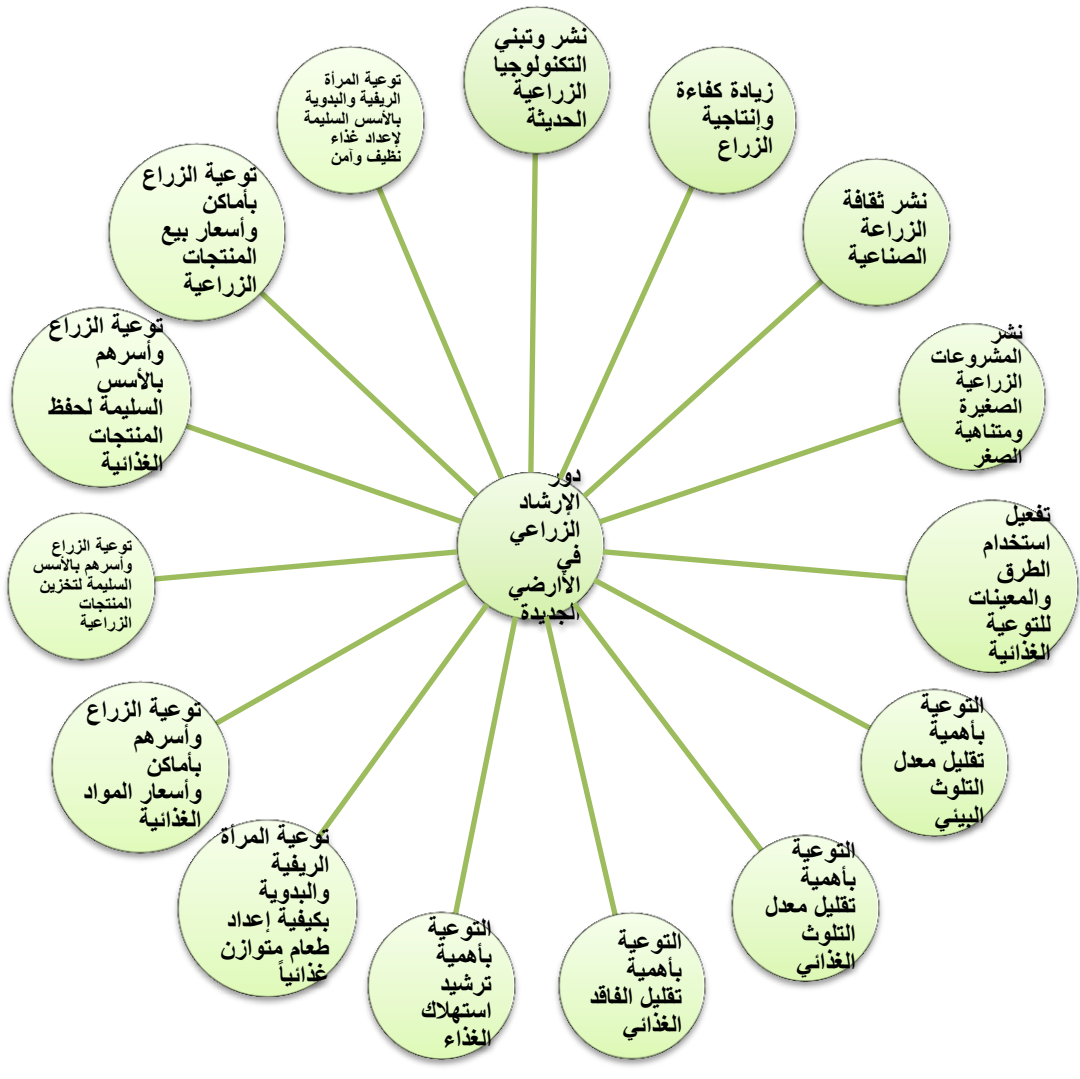 دور
الإرشاد
الزراعي
في
الأراضي
الجديدة
نشر وتبني
التكنولوجيا
الزراعية
الحديثة
زيادة كفاءة
وإنتاجية
الزراع
نشر ثقافة
الزراعة
الصناعية
نشر
المشروعات
الزراعية
الصغيرة
ومتناهية
الصغر
تفعيل
استخدام
الطرق
والمعينات
للتوعية
الغذائية
التوعية
بأهمية
تقليل معدل
التلوث
البيئي
التوعية
بأهمية
تقليل معدل
التلوث
الغذائي
التوعية
بأهمية
تقليل الفاقد
الغذائي
التوعية
بأهمية
ترشيد
استهلاك
الغذاء
توعية المرأة
الريفية
والبدوية
بكيفية إعداد
طعام متوازن
غذائياً
توعية الزراع
وأسرهم
بأماكن
وأسعار المواد
الغذائية
توعية الزراع
وأسرهم بالأسس
السليمة لتخزين
المنتجات
الزراعية
توعية الزراع
وأسرهم
بالأسس
السليمة لحفظ
المنتجات
الغذائية
توعية الزراع
بأماكن
وأسعار بيع
المنتجات
الزراعية
توعية المرأة
الريفية والبدوية
بالأسس السليمة
لإعداد غذاء
نظيف وآمن